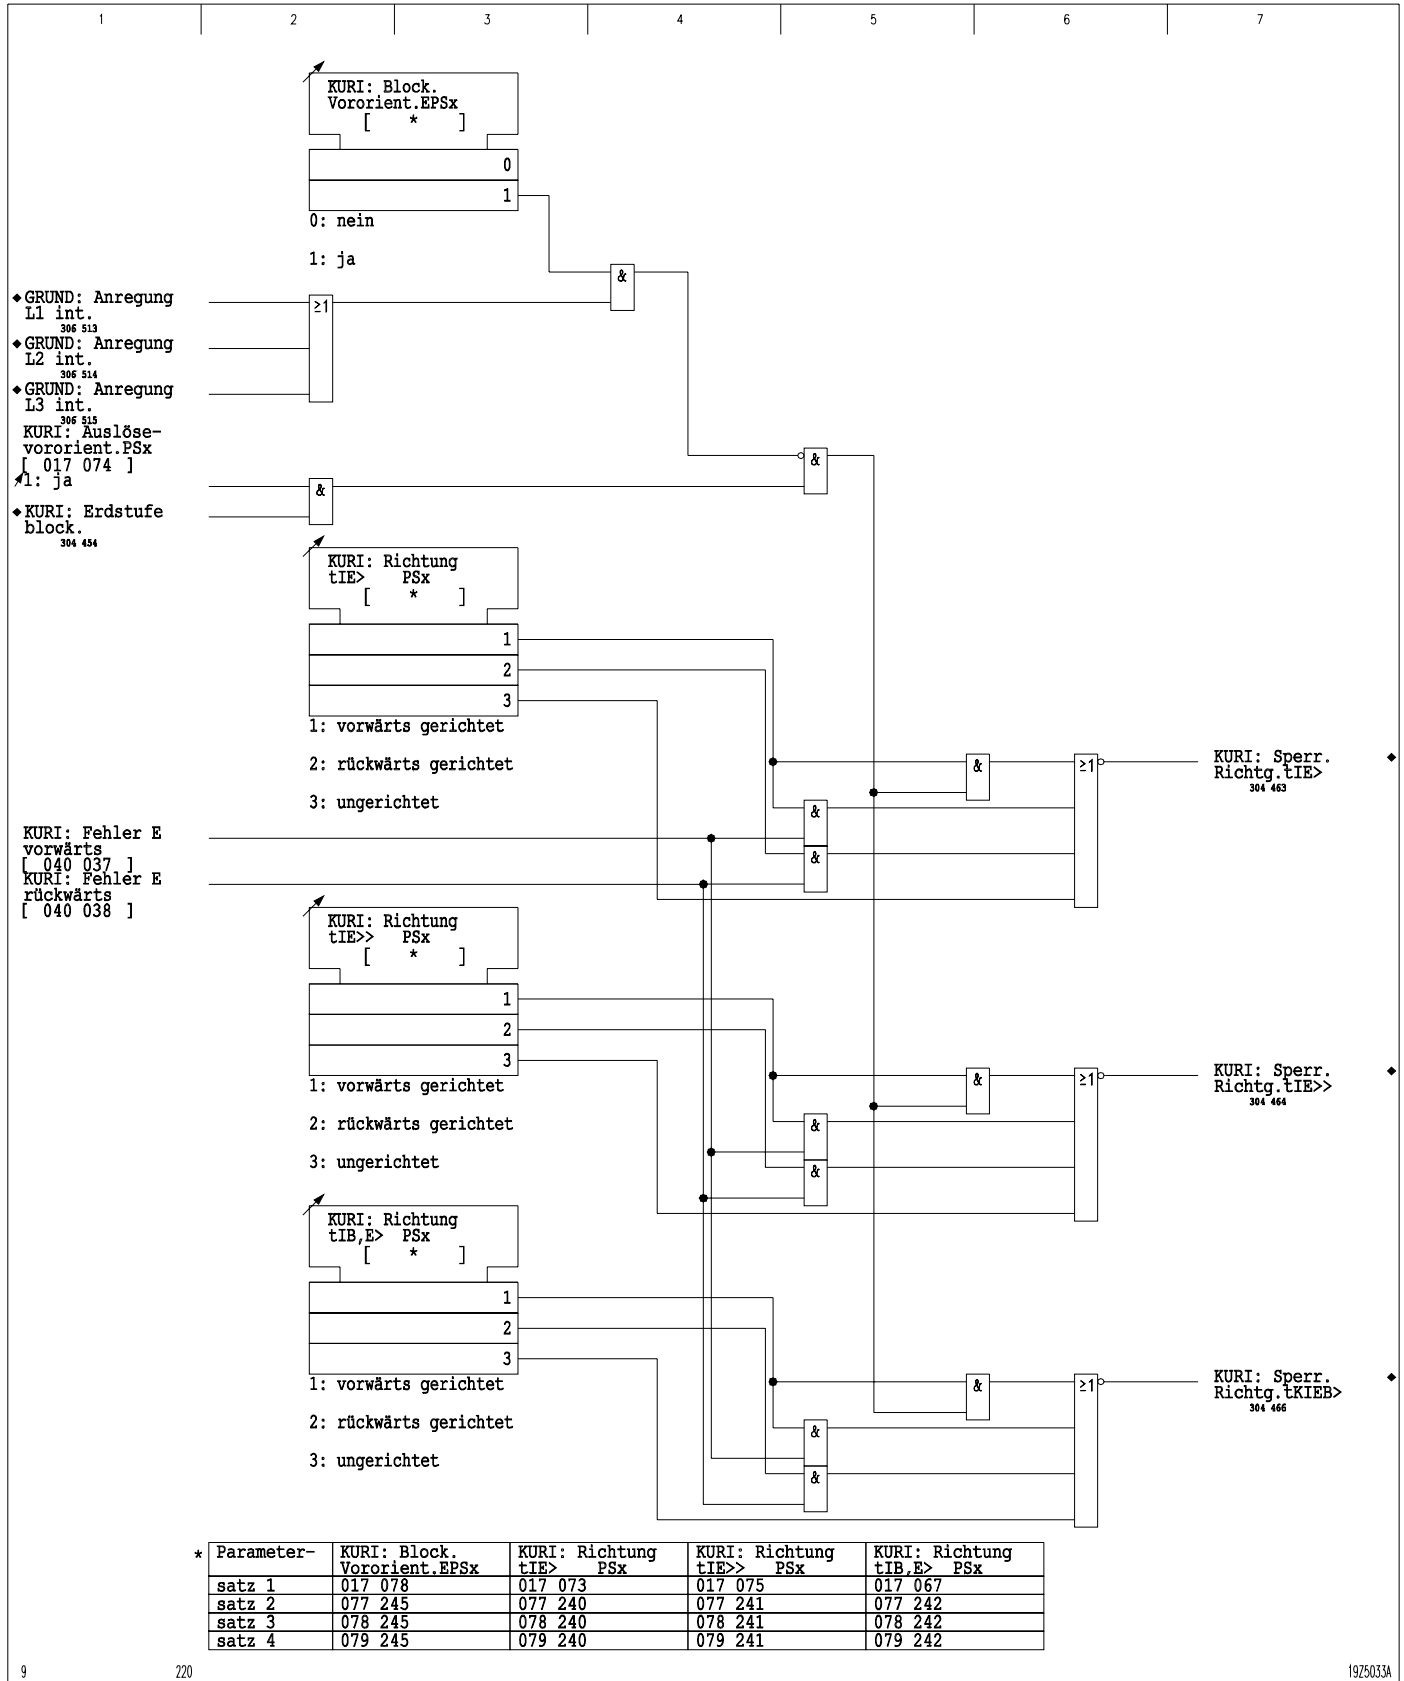 1 2 3 4 5 6 7
KURI: Block.
Vororient.EPSx
[ * ]
0
1
0: nein
1: ja
&
◆GRUND: Anregung
L1 int.
306 513
≥1
◆GRUND: Anregung
L2 int.
306 514
◆GRUND: Anregung
L3 int.
306 515
KURI: Auslöse-
vororient.PSx
[ 017 074 ]
1: ja
&
&
◆KURI: Erdstufe
block.
304 454
KURI: Richtung
tIE> PSx
[ * ]
1
2
3
1: vorwärts gerichtet
2: rückwärts gerichtet
3: ungerichtet
& ≥1
KURI: Sperr. ◆
Richtg.tIE>
304 463
&
&
KURI: Fehler E
vorwärts
[ 040 037 ]
KURI: Fehler E
rückwärts
[ 040 038 ]
KURI: Richtung
tIE>> PSx
[ * ]
1
2
3
1: vorwärts gerichtet
2: rückwärts gerichtet
3: ungerichtet
& ≥1
KURI: Sperr. ◆
Richtg.tIE>>
304 464
&
&
KURI: Richtung
tIB,E> PSx
[ * ]
1
2
3
1: vorwärts gerichtet
2: rückwärts gerichtet
3: ungerichtet
& ≥1
KURI: Sperr. ◆
Richtg.tKIEB>
304 466
&
&
* Parameter- KURI: Block. KURI: Richtung KURI: Richtung KURI: Richtung
Vororient.EPSx tIE> PSx tIE>> PSx tIB,E> PSx
satz 1 017 078 017 073 017 075 017 067
satz 2 077 245 077 240 077 241 077 242
satz 3 078 245 078 240 078 241 078 242
satz 4 079 245 079 240 079 241 079 242
9 220 19Z5033A